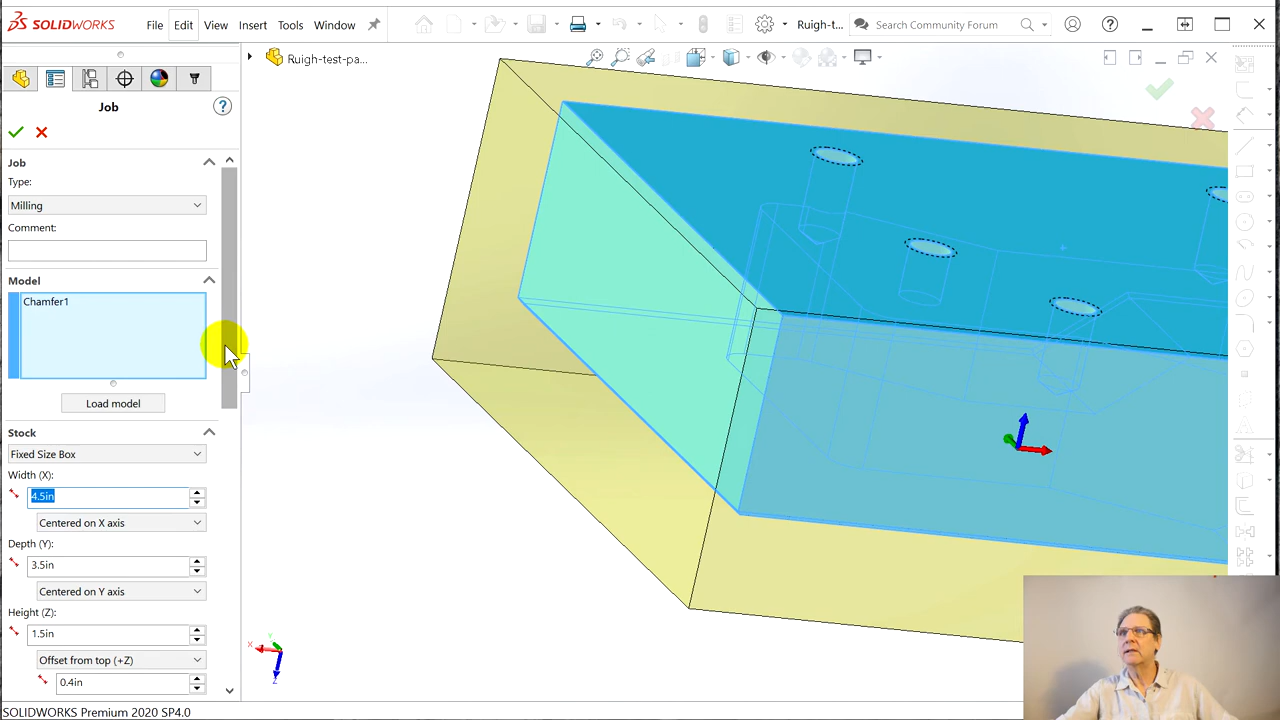 SOLIDWORKS File Edit View Insert Tools Window Ruigh-t... Search Community Forum
Ruigh-test-pa...
Job
Job
Type:
Milling
Comment:
Model
Chamfer1
Load model
Stock
Fixed Size Box
Width (X):
4.5in
Centered on X axis
Depth (Y):
3.5in
Centered on Y axis
Height (Z):
1.5in
Offset from top (+Z)
0.4in
X Y Z
SOLIDWORKS Premium 2020 SP4.0